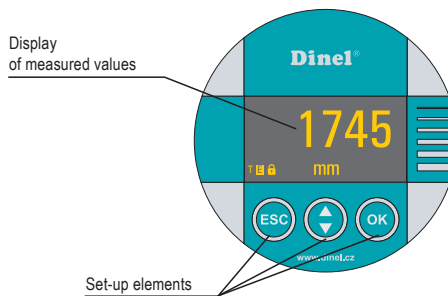 Display
of measured values
Dinel®
1745
T E
mm
ESC
OK
www.dinel.cz
Set-up elements